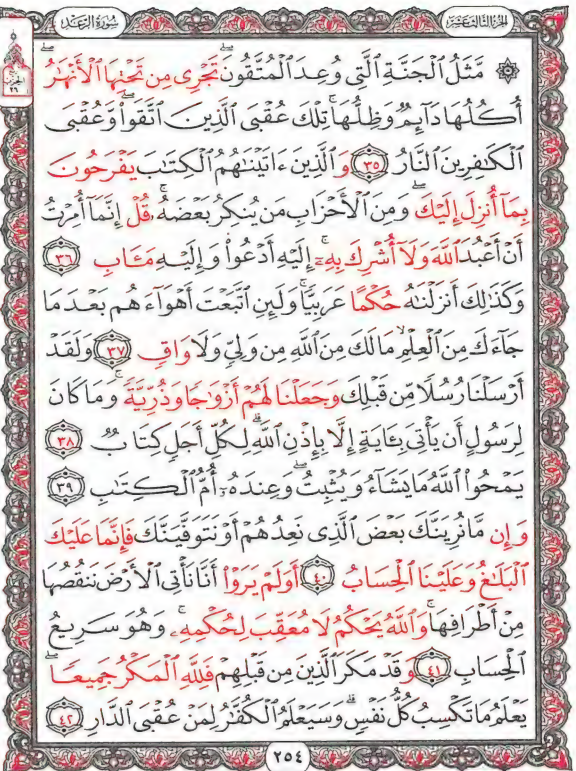 الجزء الثالث عشر
سورة الرعد
الحزب
٢٦
۞ مَّثَلُ ٱلْجَنَّةِ ٱلَّتِى وُعِدَ ٱلْمُتَّقُونَۖ تَجْرِى مِن تَحْتِهَا ٱلْأَنْهَٰرُۖ
أُكُلُهَا دَآئِمٌ وَظِلُّهَاۚ تِلْكَ عُقْبَى ٱلَّذِينَ ٱتَّقَوا۟ۖ وَّعُقْبَى
ٱلْكَٰفِرِينَ ٱلنَّارُ ٣٥ وَٱلَّذِينَ ءَاتَيْنَٰهُمُ ٱلْكِتَٰبَ يَفْرَحُونَ
بِمَآ أُنزِلَ إِلَيْكَۖ وَمِنَ ٱلْأَحْزَابِ مَن يُنكِرُ بَعْضَهُۥۚ قُلْ إِنَّمَآ أُمِرْتُ
أَنْ أَعْبُدَ ٱللَّهَ وَلَآ أُشْرِكَ بِهِۦٓۚ إِلَيْهِ أَدْعُوا۟ وَإِلَيْهِ مَـَٔابِ ٣٦
وَكَذَٰلِكَ أَنزَلْنَٰهُ حُكْمًا عَرَبِيًّاۚ وَلَئِنِ ٱتَّبَعْتَ أَهْوَآءَهُم بَعْدَ مَا
جَآءَكَ مِنَ ٱلْعِلْمِ مَا لَكَ مِنَ ٱللَّهِ مِن وَلِىٍّ وَلَا وَاقٍ ٣٧ وَلَقَدْ
أَرْسَلْنَا رُسُلًا مِّن قَبْلِكَ وَجَعَلْنَا لَهُمْ أَزْوَٰجًا وَذُرِّيَّةًۚ وَمَا كَانَ
لِرَسُولٍ أَن يَأْتِىَ بِـَٔايَةٍ إِلَّا بِإِذْنِ ٱللَّهِۗ لِكُلِّ أَجَلٍ كِتَابٌ ٣٨
يَمْحُوا۟ ٱللَّهُ مَا يَشَآءُ وَيُثْبِتُۖ وَعِندَهُۥٓ أُمُّ ٱلْكِتَٰبِ ٣٩
وَإِن مَّا نُرِيَنَّكَ بَعْضَ ٱلَّذِى نَعِدُهُمْ أَوْ نَتَوَفَّيَنَّكَ فَإِنَّمَا عَلَيْكَ
ٱلْبَلَٰغُ وَعَلَيْنَا ٱلْحِسَابُ ٤٠ أَوَلَمْ يَرَوْا۟ أَنَّا نَأْتِى ٱلْأَرْضَ نَنقُصُهَا
مِنْ أَطْرَافِهَاۚ وَٱللَّهُ يَحْكُمُ لَا مُعَقِّبَ لِحُكْمِهِۦۚ وَهُوَ سَرِيعُ
ٱلْحِسَابِ ٤١ وَقَدْ مَكَرَ ٱلَّذِينَ مِن قَبْلِهِمْ فَلِلَّهِ ٱلْمَكْرُ جَمِيعًاۖ
يَعْلَمُ مَا تَكْسِبُ كُلُّ نَفْسٍۗ وَسَيَعْلَمُ ٱلْكُفَّٰرُ لِمَنْ عُقْبَى ٱلدَّارِ ٤٢
٢٥٤